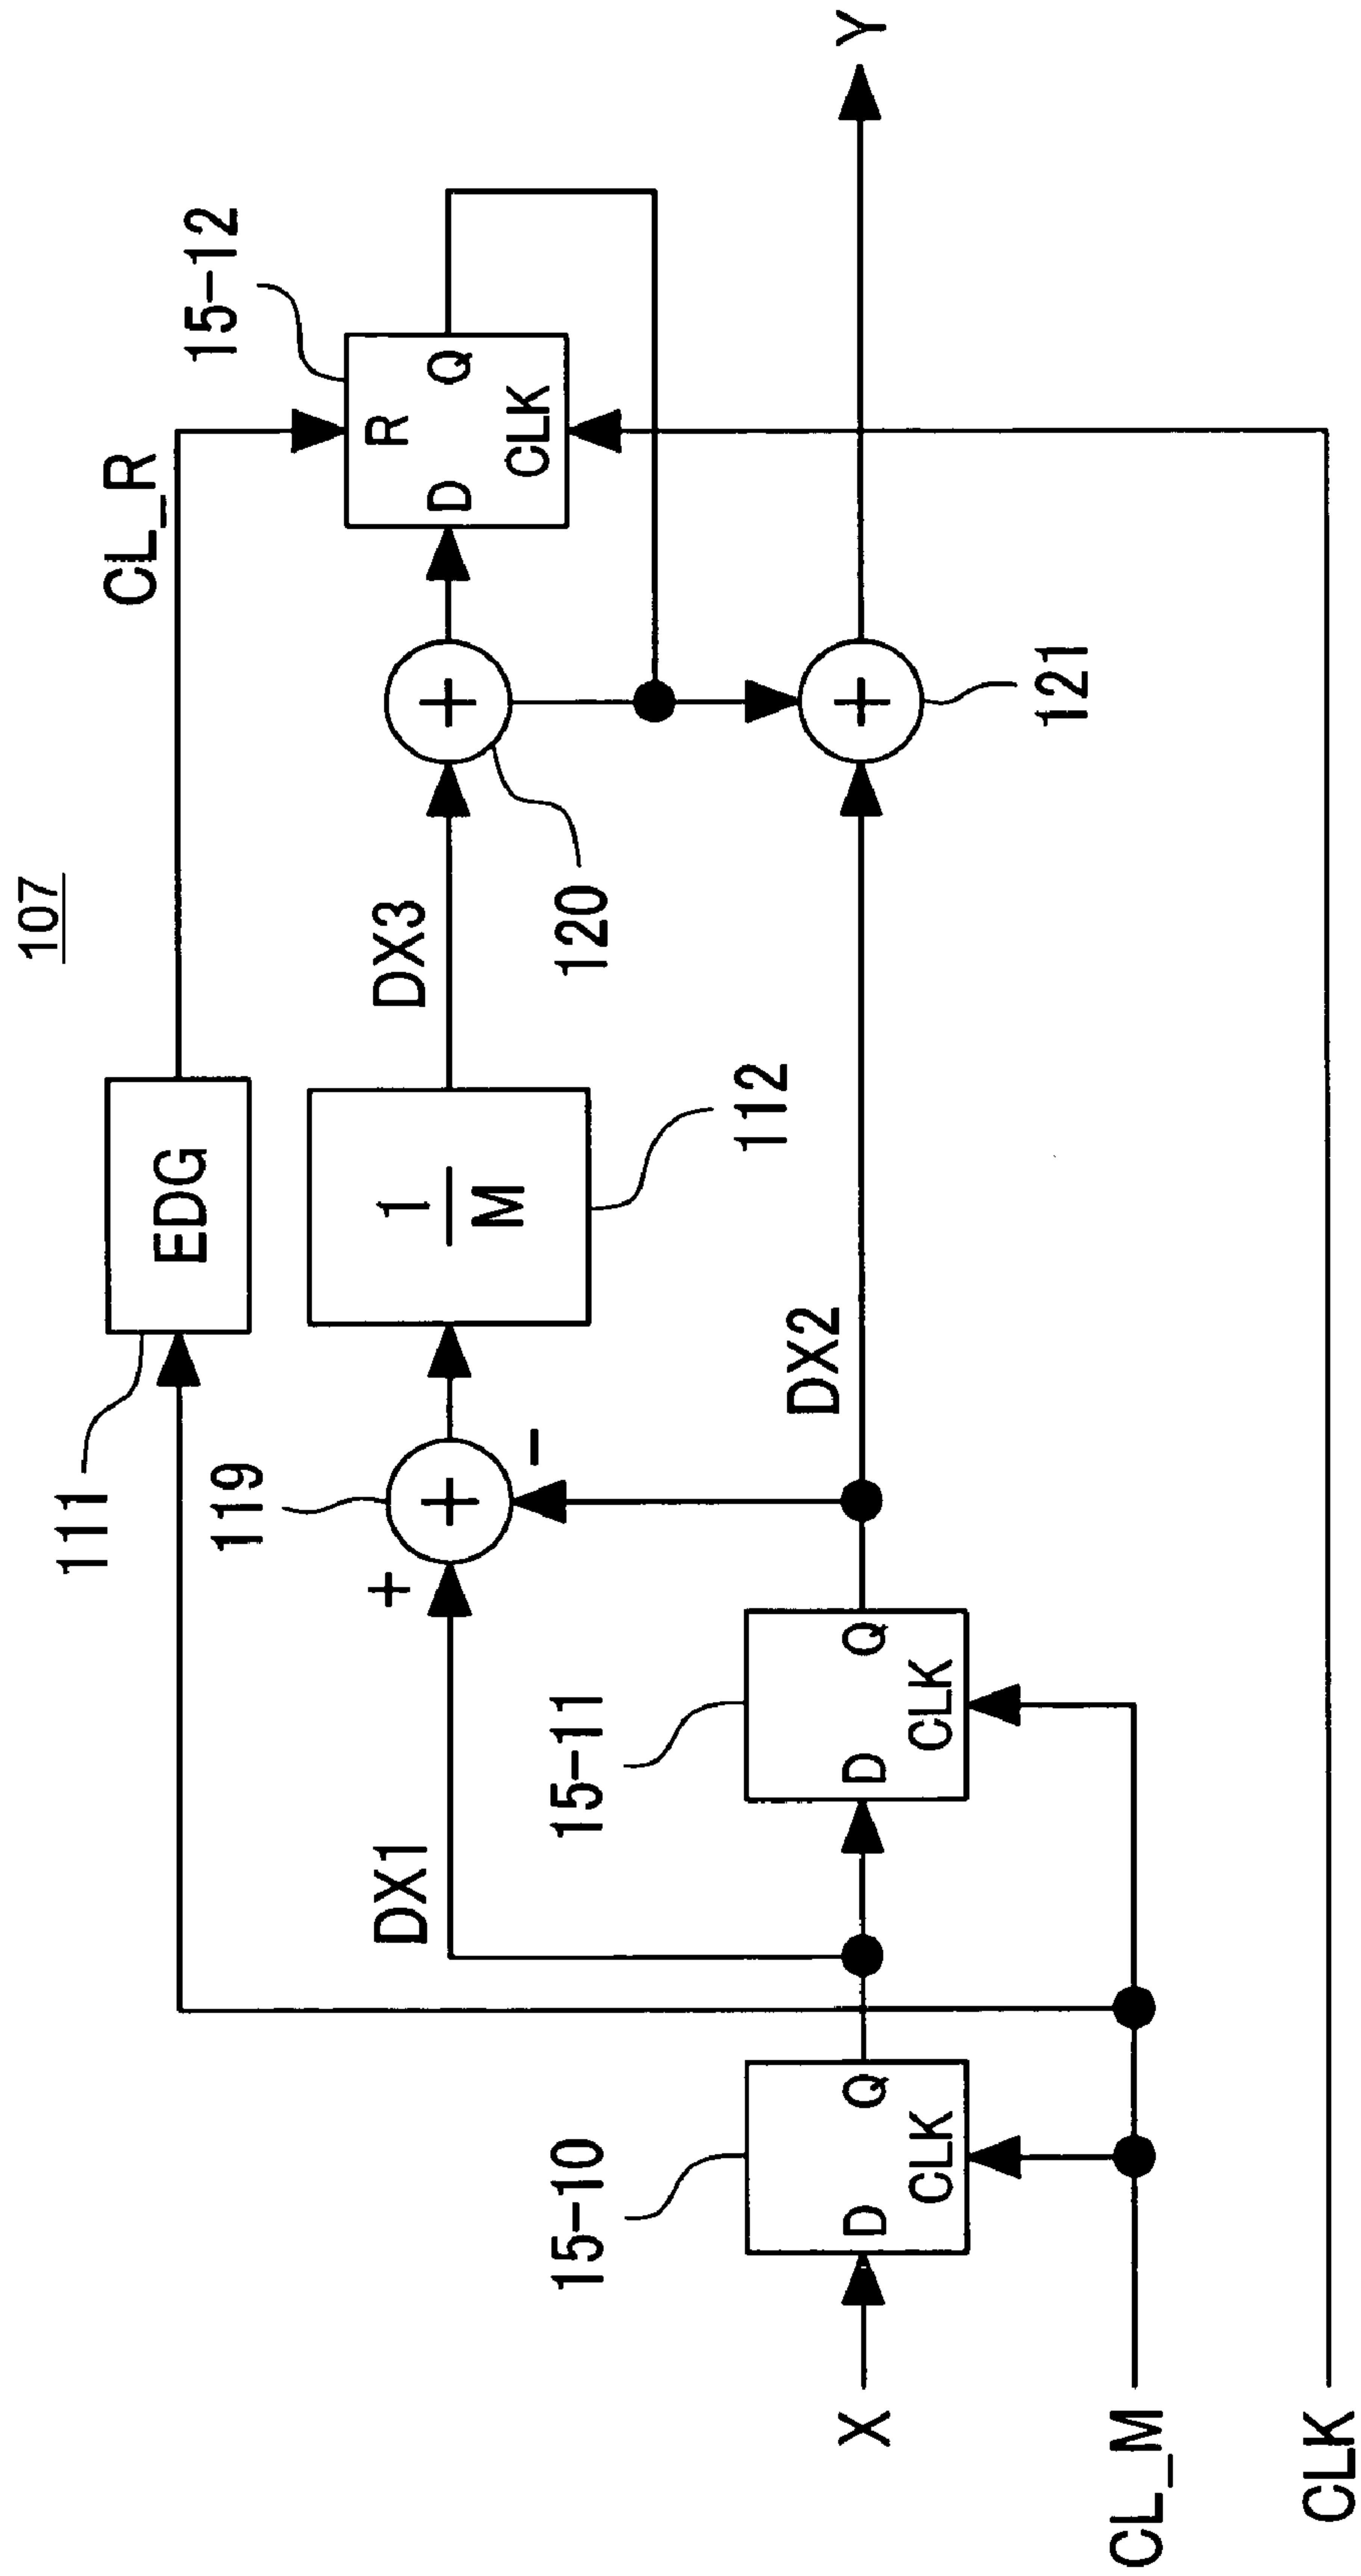 107
111
EDG
CL_R
119
+
+
-
DX1
1
M
112
DX3
+
120
15-12
R
D
Q
CLK
15-10
D
Q
CLK
15-11
D
Q
CLK
DX2
+
121
Y
X
CL_M
CLK